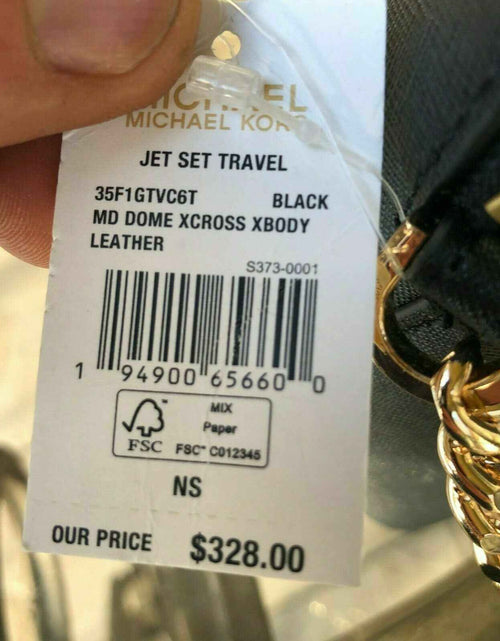 MICHAEL KORS
JET SET TRAVEL
35F1GTVC6T BLACK
MD DOME XCROSS XBODY
LEATHER
S373-0001
1 94900 65660 0
MIX
Paper
FSC™ FSC® C012345
NS
OUR PRICE $328.00